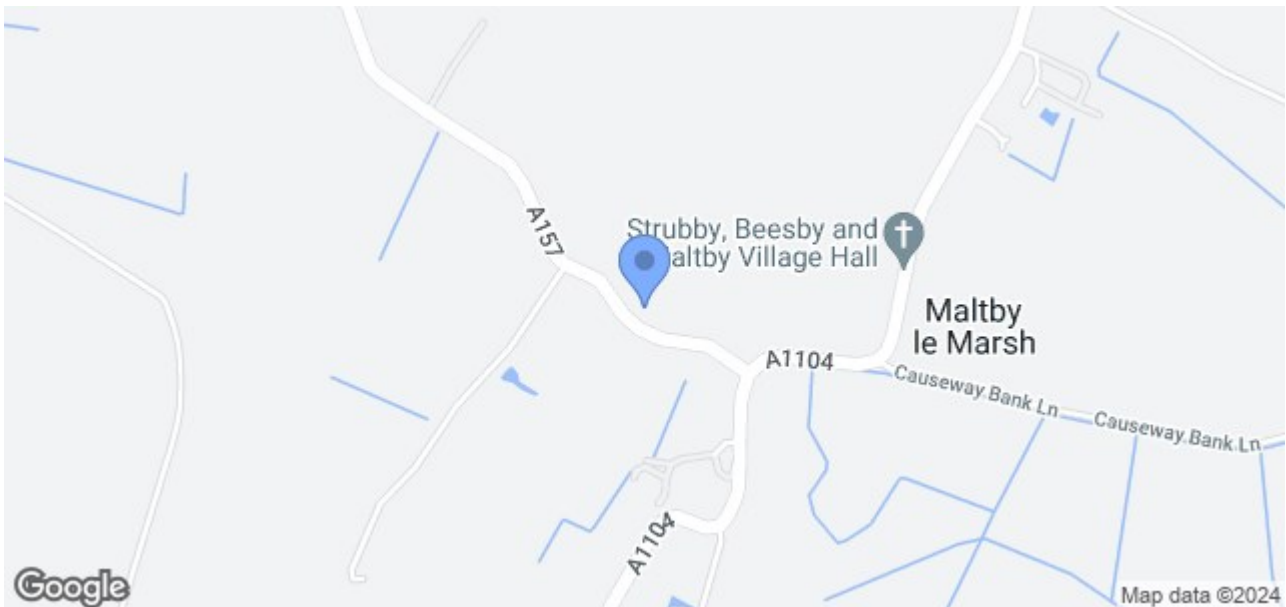 A157
Strubby, Beesby and
altby Village Hall
Maltby
le Marsh
A1104
Causeway Bank Ln
Causeway Bank Ln
A1104
Google
Map data ©2024